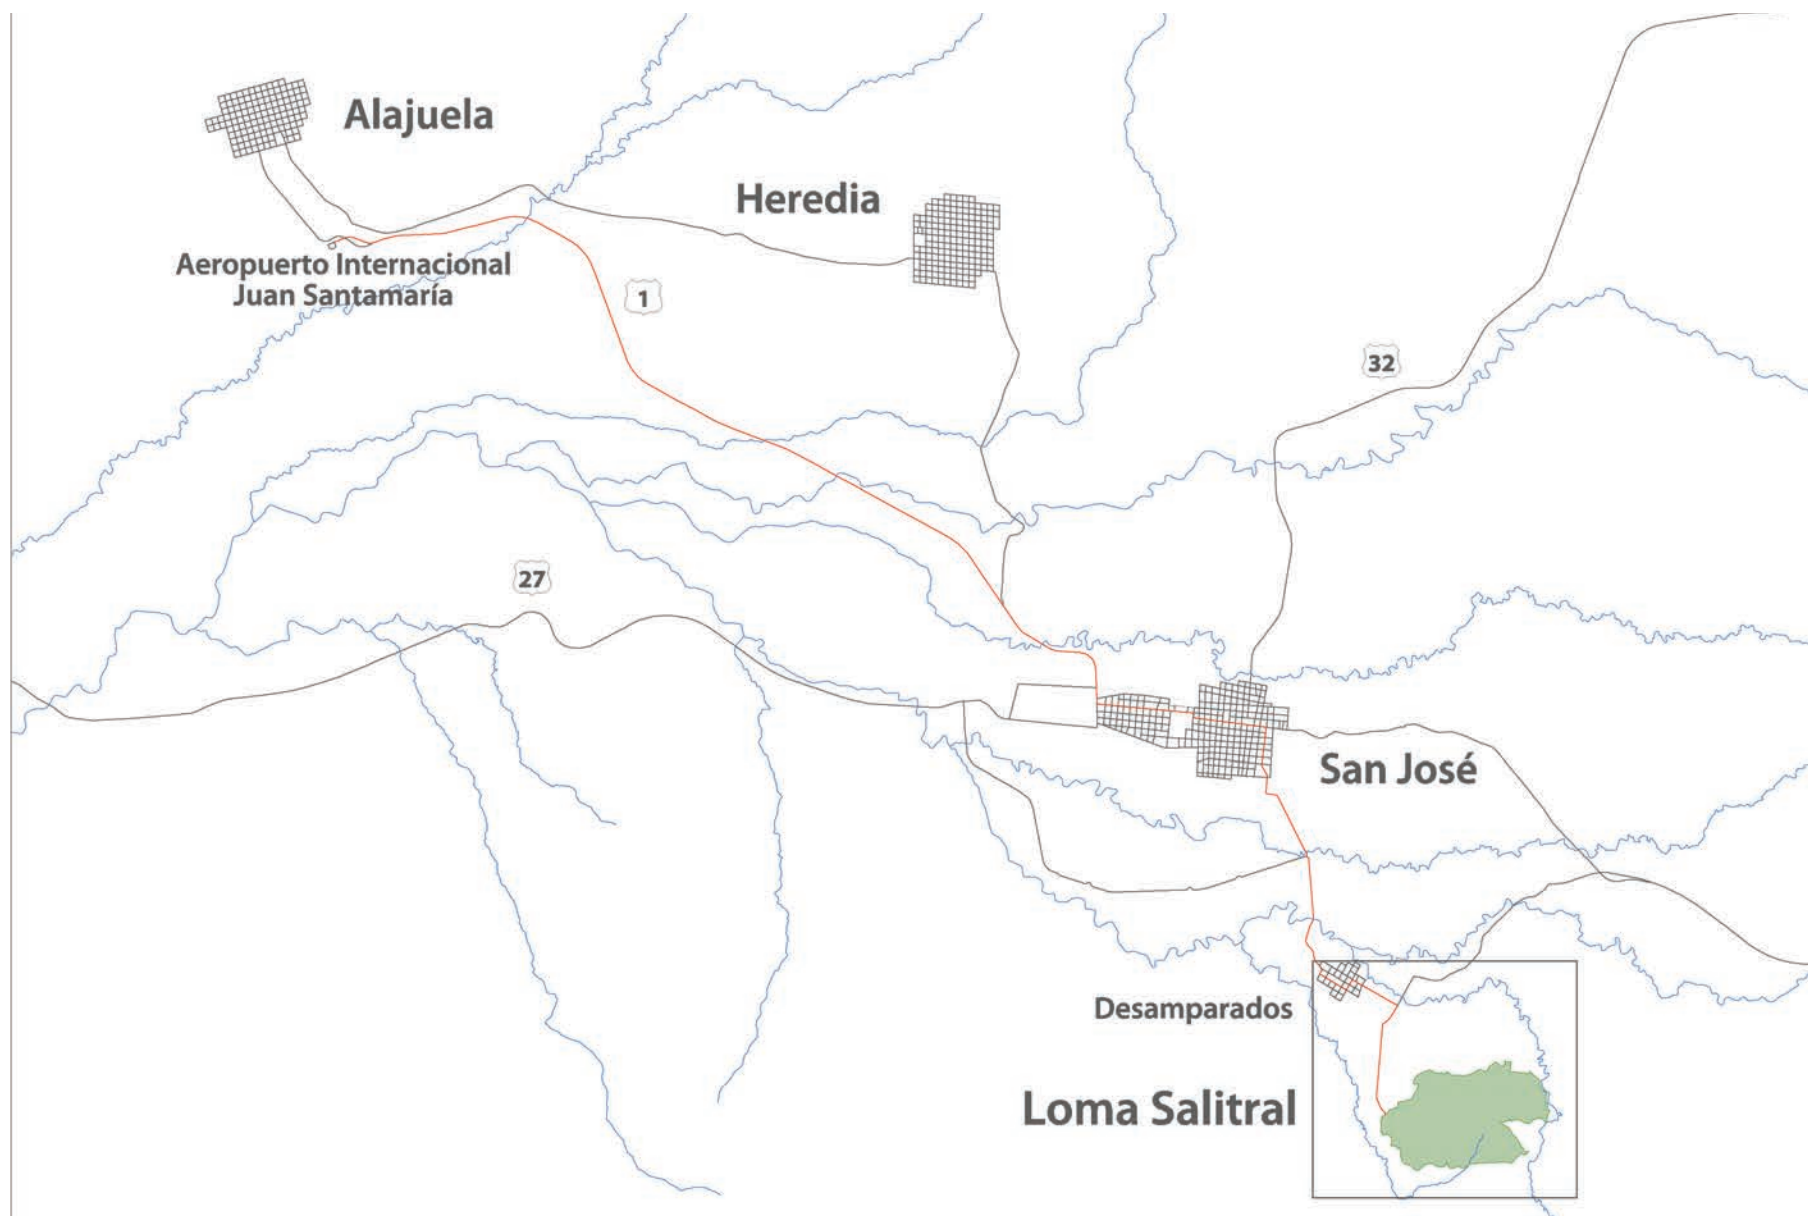 Alajuela
Heredia
Aeropuerto Internacional
Juan Santamaría
1
32
27
San José
Desamparados
Loma Salitral